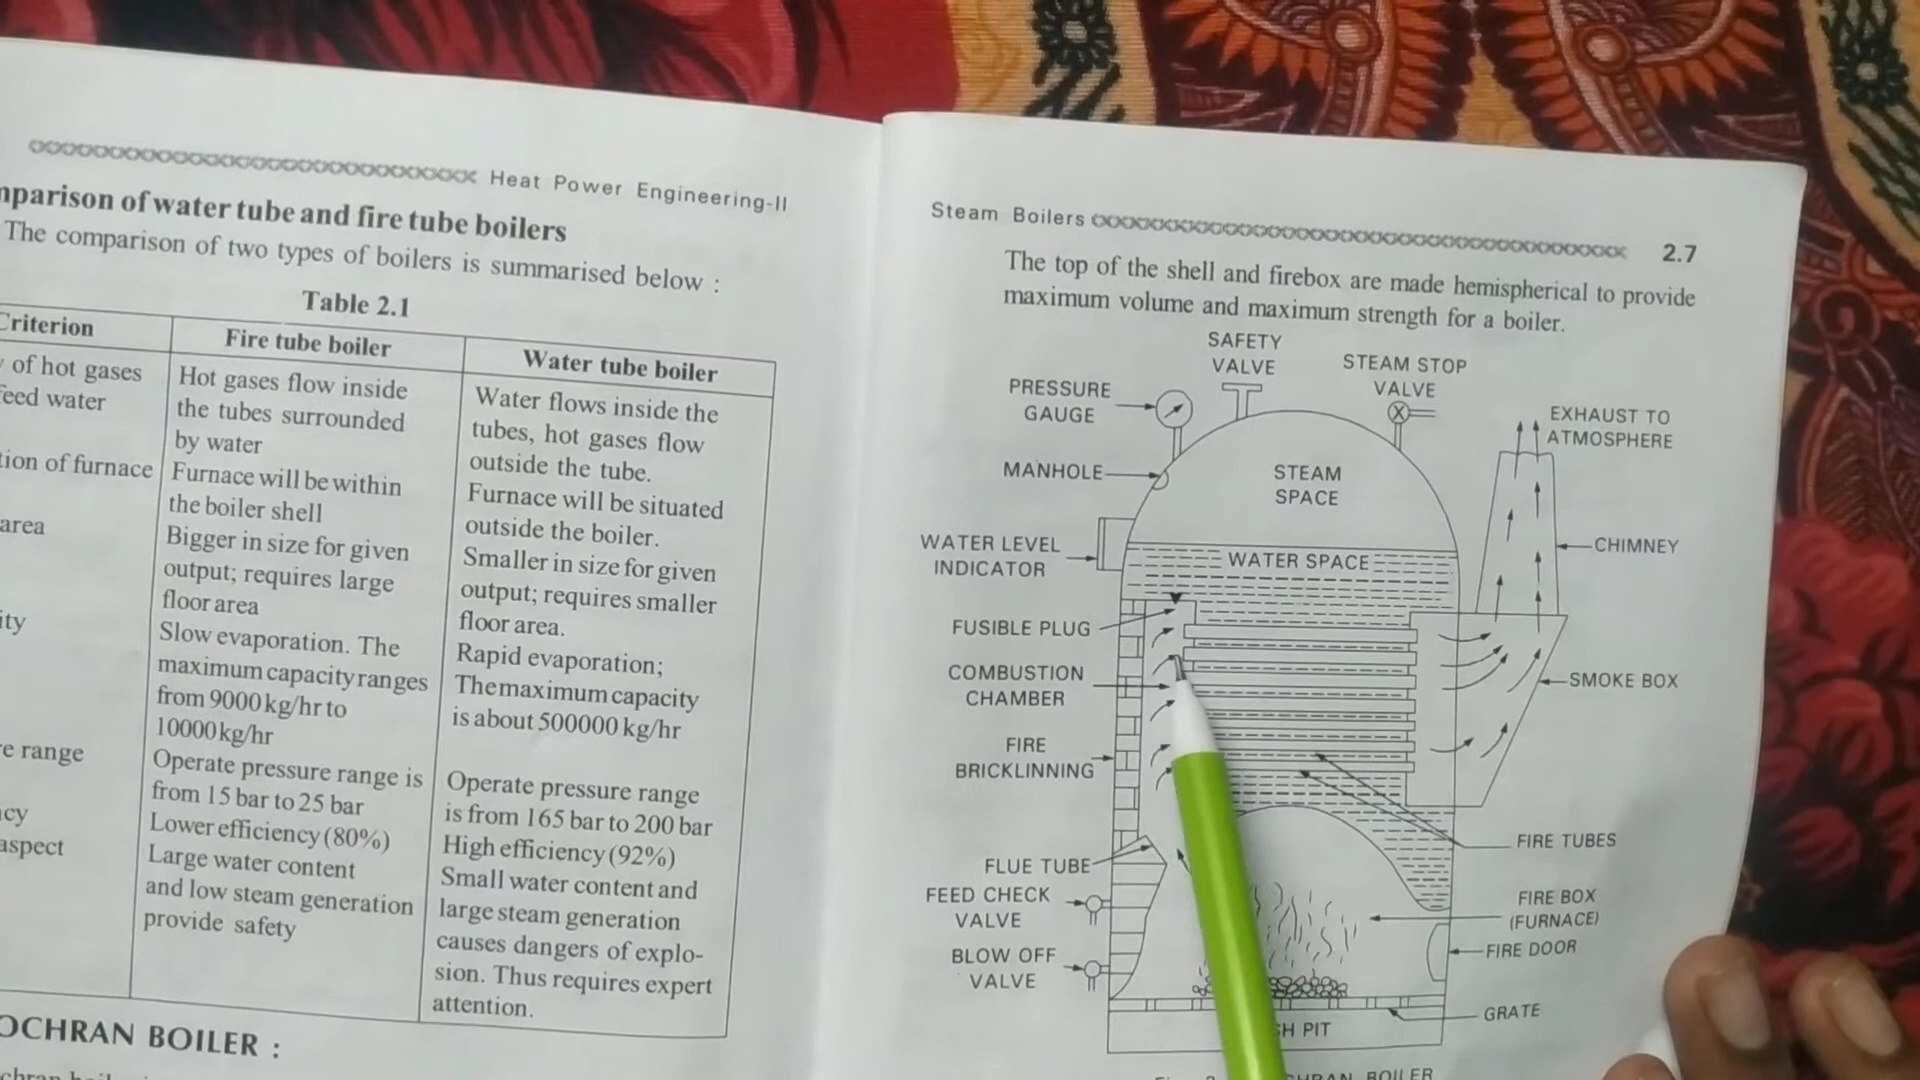 Heat Power Engineering-II
of water tube and fire tube boilers
The comparison of two types of boilers is summarised below :
Table 2.1
Criterion
Fire tube boiler
Water tube boiler
of hot gases
feed water
Hot gases flow inside
the tubes surrounded
by water
Water flows inside the
tubes, hot gases flow
outside the tube.
of furnace
Furnace will be within
the boiler shell
Furnace will be situated
outside the boiler.
area
Bigger in size for given
output; requires large
floor area
Smaller in size for given
output; requires smaller
floor area.
Slow evaporation. The
maximum capacity ranges
from 9000 kg/hr to
10000 kg/hr
Rapid evaporation;
The maximum capacity
is about 500000 kg/hr
range
Operate pressure range is
from 15 bar to 25 bar
Operate pressure range
is from 165 bar to 200 bar
Lower efficiency (80%)
High efficiency (92%)
aspect
Large water content
and low steam generation
provide safety
Small water content and
large steam generation
causes dangers of explo-
sion. Thus requires expert
attention.
BOILER :
Steam Boilers
2.7
The top of the shell and firebox are made hemispherical to provide
maximum volume and maximum strength for a boiler.
SAFETY
VALVE
STEAM STOP
VALVE
PRESSURE
GAUGE
EXHAUST TO
ATMOSPHERE
MANHOLE
STEAM
SPACE
WATER LEVEL
INDICATOR
WATER SPACE
CHIMNEY
FUSIBLE PLUG
COMBUSTION
CHAMBER
SMOKE BOX
FIRE
BRICKLINNING
FIRE TUBES
FLUE TUBE
FEED CHECK
VALVE
FIRE BOX
(FURNACE)
FIRE DOOR
BLOW OFF
VALVE
GRATE
PIT
BOILER